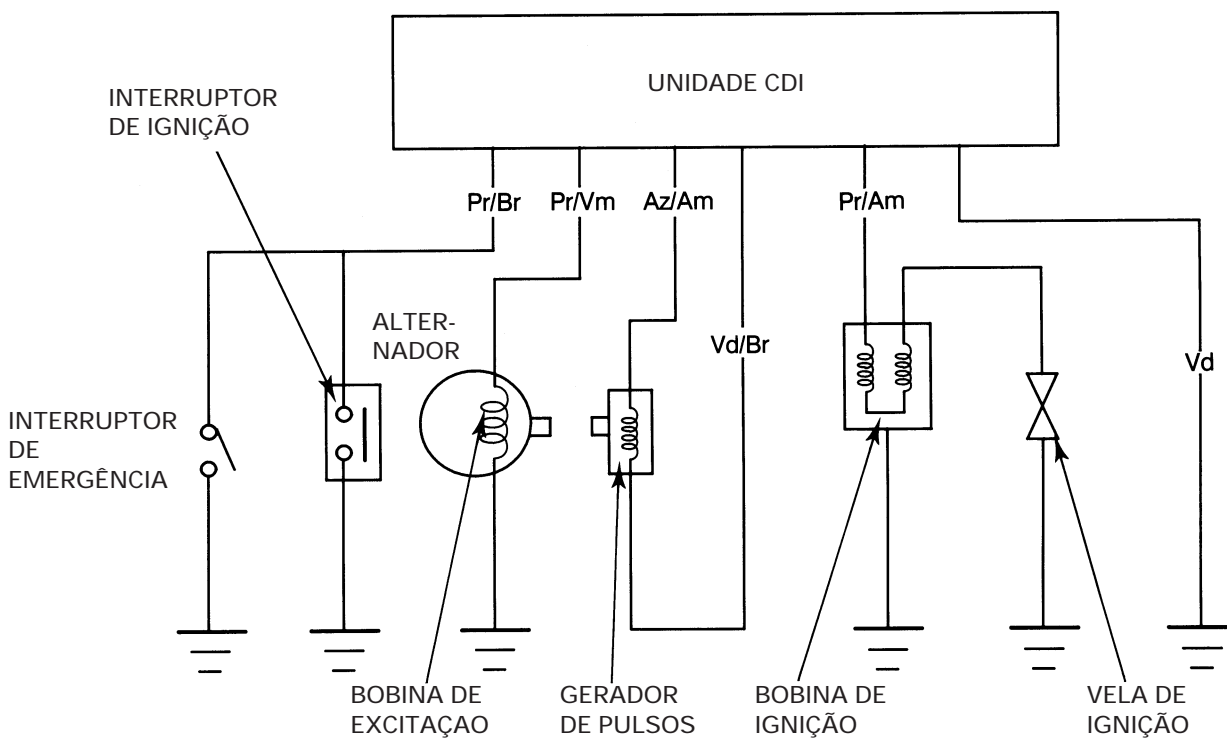 UNIDADE CDI
INTERRUPTOR
DE IGNIÇÃO
Pr/Br
Pr/Vm
Az/Am
Pr/Am
ALTER-
NADOR
Vd/Br
Vd
INTERRUPTOR
DE
EMERGÊNCIA
BOBINA DE
EXCITAÇAO
GERADOR
DE PULSOS
BOBINA DE
IGNIÇÃO
VELA DE
IGNIÇÃO